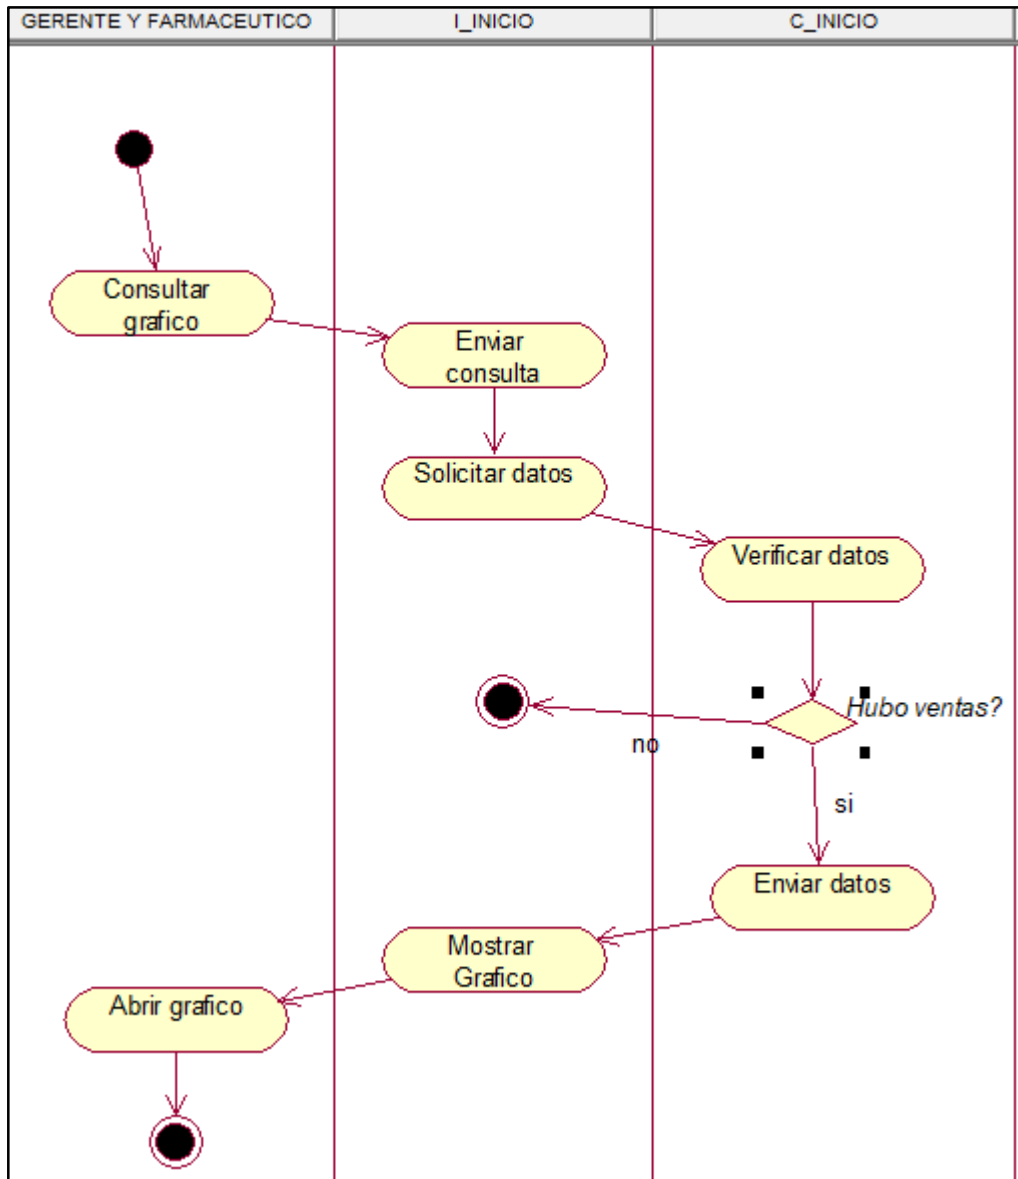 GERENTE Y FARMACEUTICO
I_INICIO
C_INICIO
Consultar
grafico
Enviar
consulta
Solicitar datos
Verificar datos
Hubo ventas?
no
si
Enviar datos
Mostrar
Grafico
Abrir grafico